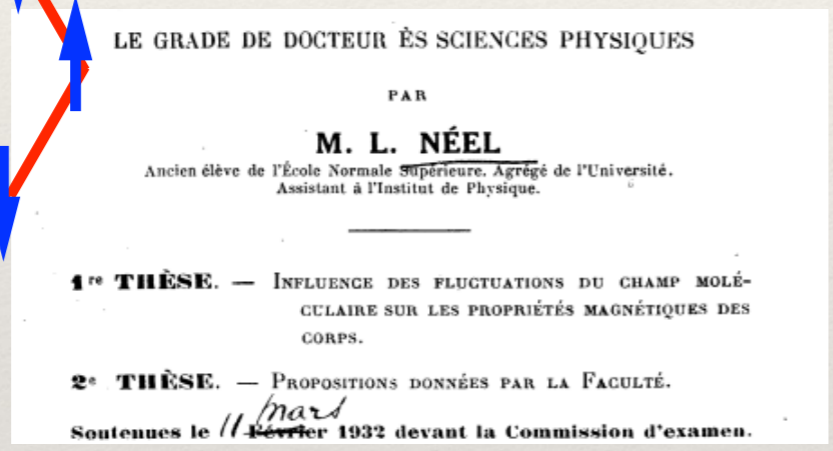 LE GRADE DE DOCTEUR ÈS SCIENCES PHYSIQUES
PAR
M. L. NÉEL
Ancien élève de l'École Normale Supérieure. Agrégé de l'Université.
Assistant à l'Institut de Physique.
1re THÈSE. — INFLUENCE DES FLUCTUATIONS DU CHAMP MOLÉ-
CULAIRE SUR LES PROPRIÉTÉS MAGNÉTIQUES DES
CORPS.
2e THÈSE. — PROPOSITIONS DONNÉES PAR LA FACULTÉ.
mars
Soutenues le 11 Février 1932 devant la Commission d'examen.